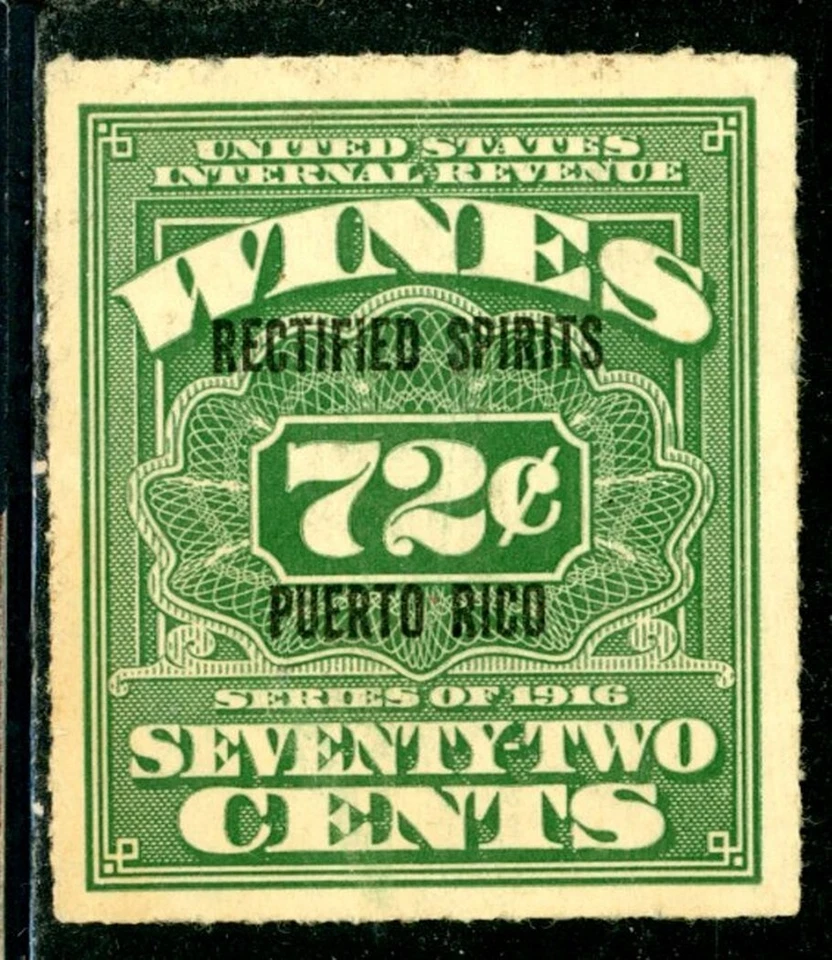 UNITED STATES
INTERNAL REVENUE
WINES
RECTIFIED SPIRITS
72¢
PUERTO RICO
SERIES OF 1916
SEVENTY-TWO
CENTS